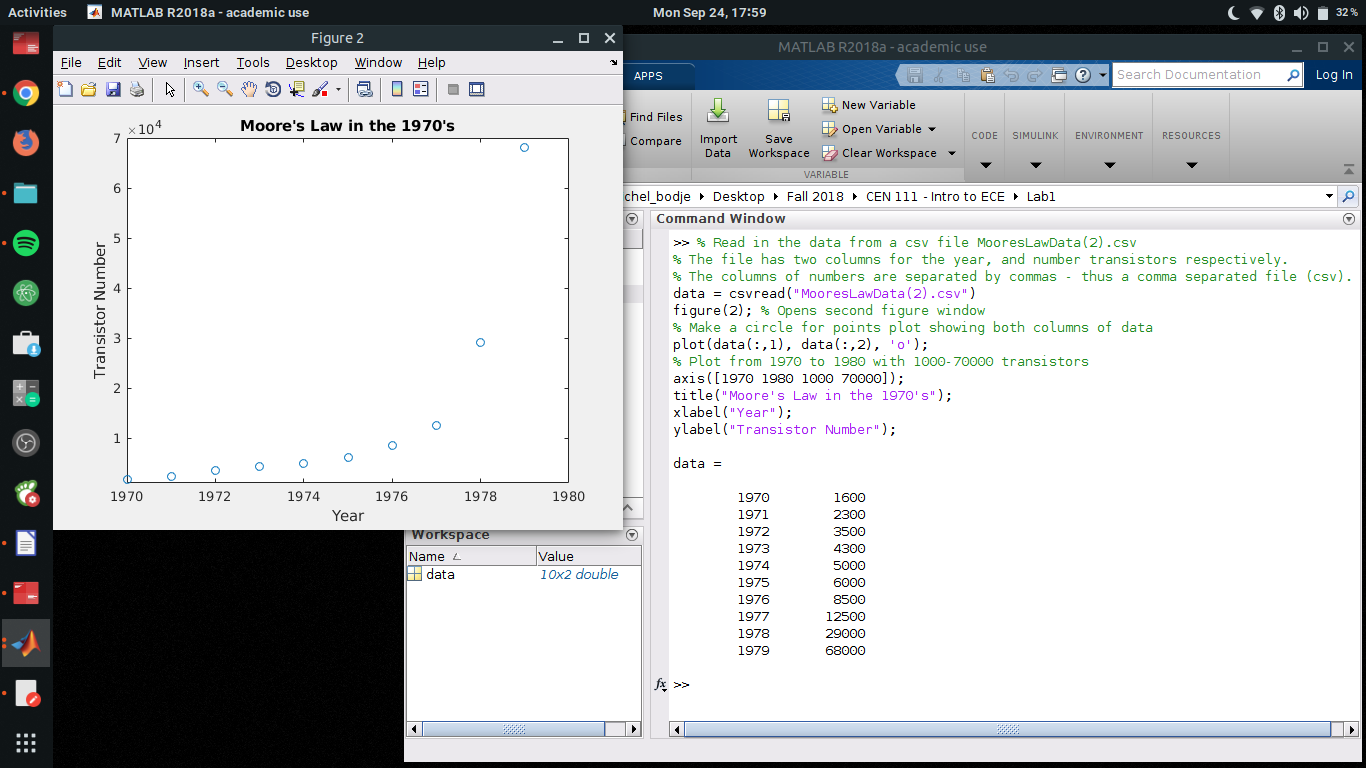 Activities
MATLAB R2018a - academic use
Mon Sep 24, 17:59
32%
Figure 2
File Edit View Insert Tools Desktop Window Help
Moore's Law in the 1970's
×10⁴
7
6
5
4
3
2
1
Transistor Number
1970 1972 1974 1976 1978 1980
Year
MATLAB R2018a - academic use
APPS
Search Documentation
Log In
Find Files
Compare
Import Data
Save Workspace
New Variable
Open Variable
Clear Workspace
VARIABLE
CODE
SIMULINK
ENVIRONMENT
RESOURCES
chel_bodje Desktop Fall 2018 CEN 111 - Intro to ECE Lab1
Command Window
>> % Read in the data from a csv file MooresLawData(2).csv
% The file has two columns for the year, and number transistors respectively.
% The columns of numbers are separated by commas - thus a comma separated file (csv).
data = csvread("MooresLawData(2).csv")
figure(2); % Opens second figure window
% Make a circle for points plot showing both columns of data
plot(data(:,1), data(:,2), 'o');
% Plot from 1970 to 1980 with 1000-70000 transistors
axis([1970 1980 1000 70000]);
title("Moore's Law in the 1970's");
xlabel("Year");
ylabel("Transistor Number");
data =
1970 1600
1971 2300
1972 3500
1973 4300
1974 5000
1975 6000
1976 8500
1977 12500
1978 29000
1979 68000
fx >>
Workspace
Name Value
data 10x2 double